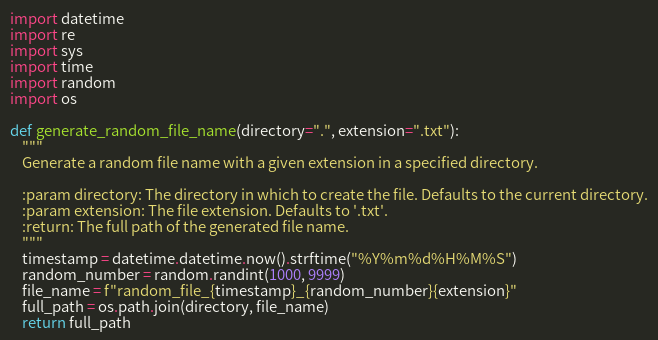 import datetime
import re
import sys
import time
import random
import os

def generate_random_file_name(directory=".", extension=".txt"):
    """
    Generate a random file name with a given extension in a specified directory.

    :param directory: The directory in which to create the file. Defaults to the current directory.
    :param extension: The file extension. Defaults to '.txt'.
    :return: The full path of the generated file name.
    """
    timestamp = datetime.datetime.now().strftime("%Y%m%d%H%M%S")
    random_number = random.randint(1000, 9999)
    file_name = f"random_file_{timestamp}_{random_number}{extension}"
    full_path = os.path.join(directory, file_name)
    return full_path